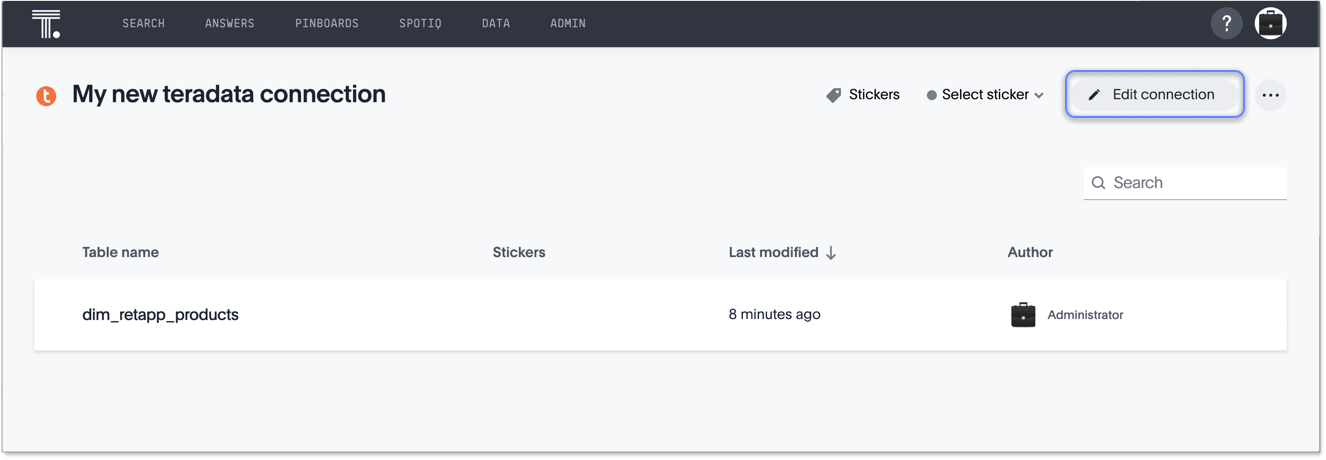 SEARCH ANSWERS PINBOARDS SPOTIQ DATA ADMIN ?
t My new teradata connection Stickers Select sticker Edit connection ...
Search
Table name Stickers Last modified ↓ Author
dim_retapp_products 8 minutes ago Administrator